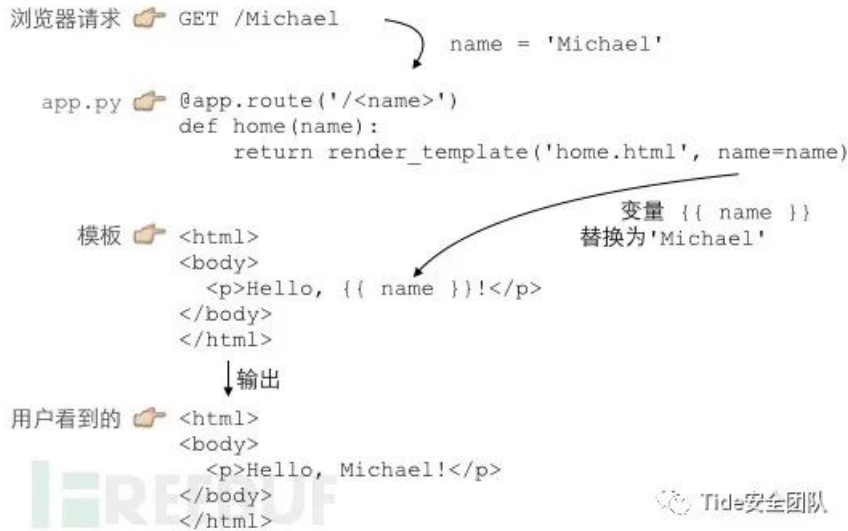 浏览器请求 GET /Michael
name = 'Michael'
app.py @app.route('/<name>')
def home(name):
return render_template('home.html', name=name)
变量 {{ name }}
替换为'Michael'
模板 <html>
<body>
<p>Hello, {{ name }}!</p>
</body>
</html>
输出
用户看到的 <html>
<body>
<p>Hello, Michael!</p>
</body>
</html>
FREEBUF
Tide安全团队